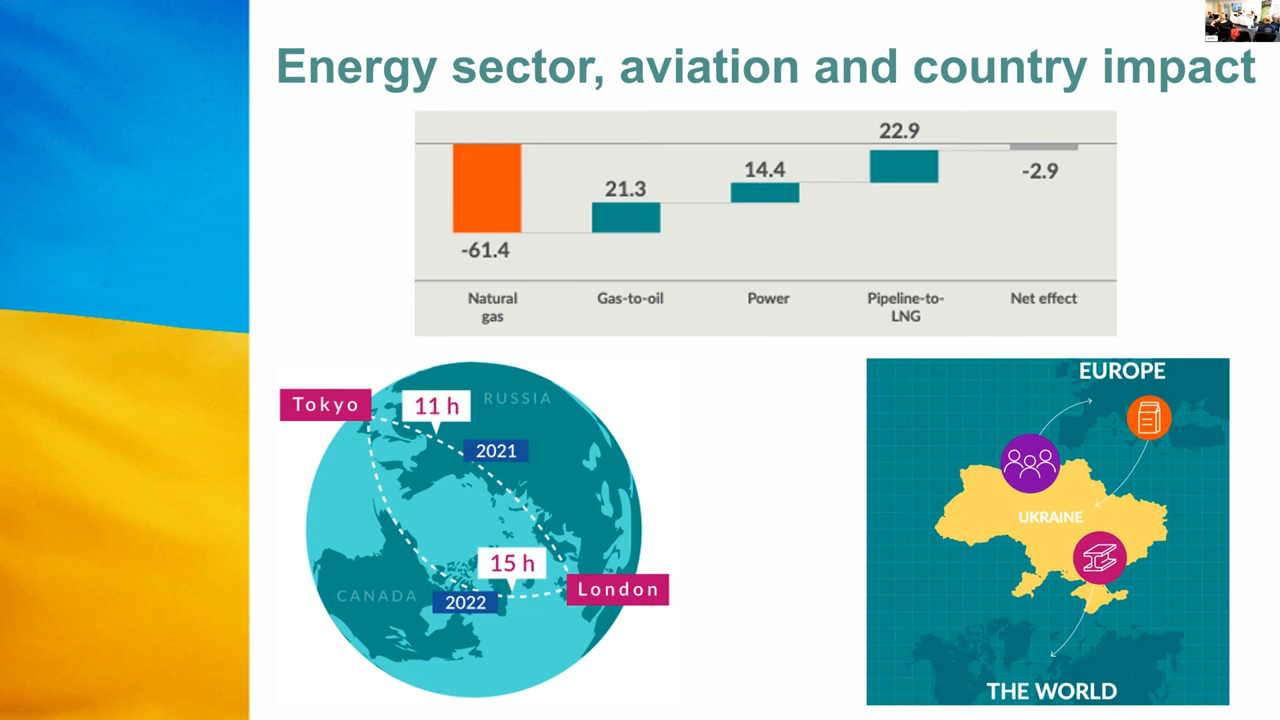 Energy sector, aviation and country impact
22.9
14.4
21.3
-2.9
-61.4
Natural
gas
Gas-to-oil
Power
Pipeline-to-
LNG
Net effect
Tokyo
11 h
RUSSIA
2021
15 h
London
CANADA
2022
EUROPE
UKRAINE
THE WORLD